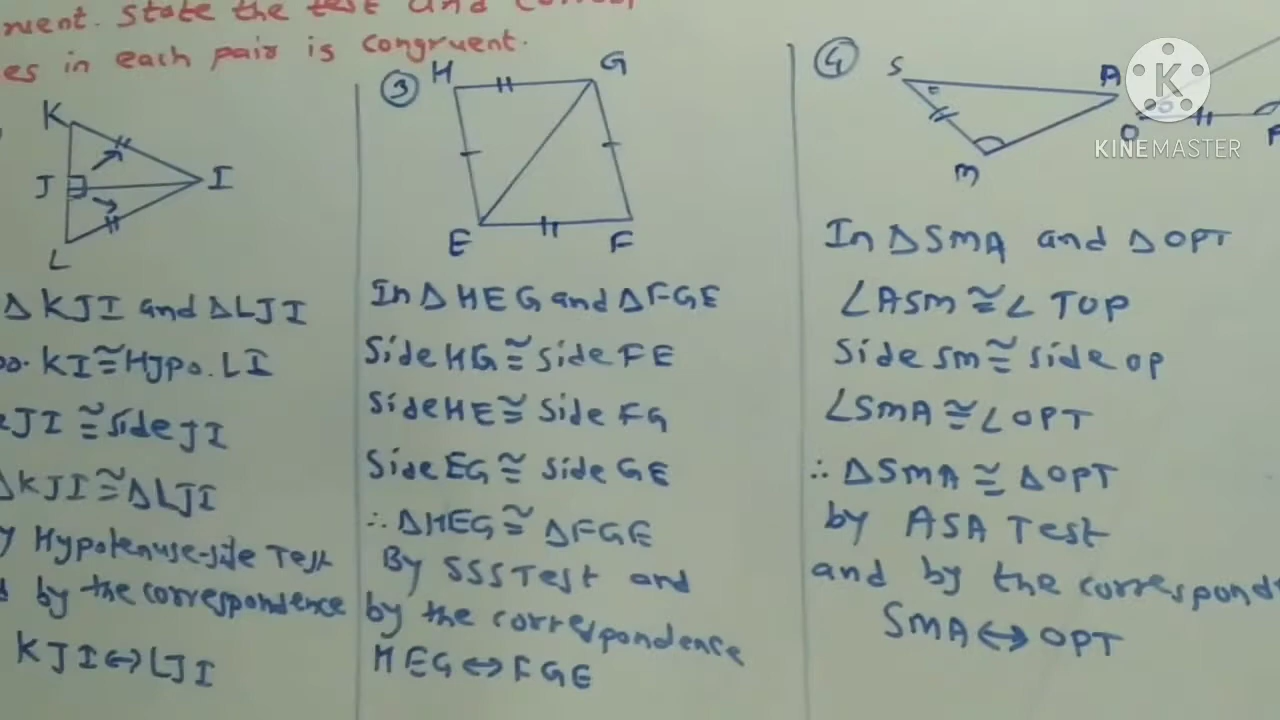 ment. State the test and
es in each pair is congruent.
K
J
I
L
Δ KJI and ΔLJI
KI≅Hypo. LI
JI ≅ Side JI
ΔKJI ≅ ΔLJI
Hypotenuse-side Test
by the correspondence
KJI↔LJI
③
H
G
E
F
In Δ HEG and ΔFGE
Side HG ≅ Side FE
Side HE ≅ Side FG
Side EG ≅ Side GE
∴ ΔHEG ≅ ΔFGE
By SSS Test and
by the correspondence
HEG ↔ FGE
④
S
A
M
O
P
In ΔSMA and ΔOPT
∠ASM ≅ ∠TOP
Side SM ≅ Side OP
∠SMA ≅ ∠OPT
∴ ΔSMA ≅ ΔOPT
by ASA Test
and by the correspond
SMA ↔ OPT
K
KINEMASTER